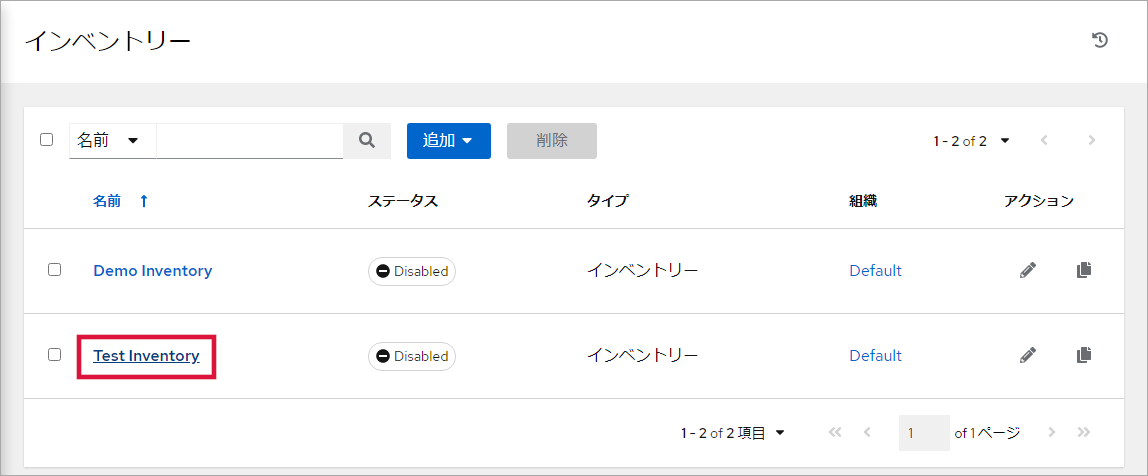 インベントリー
名前 追加 削除 1 - 2 of 2
名前 ステータス タイプ 組織 アクション
Demo Inventory Disabled インベントリー Default
Test Inventory Disabled インベントリー Default
1 - 2 of 2 項目 1 of 1 ページ